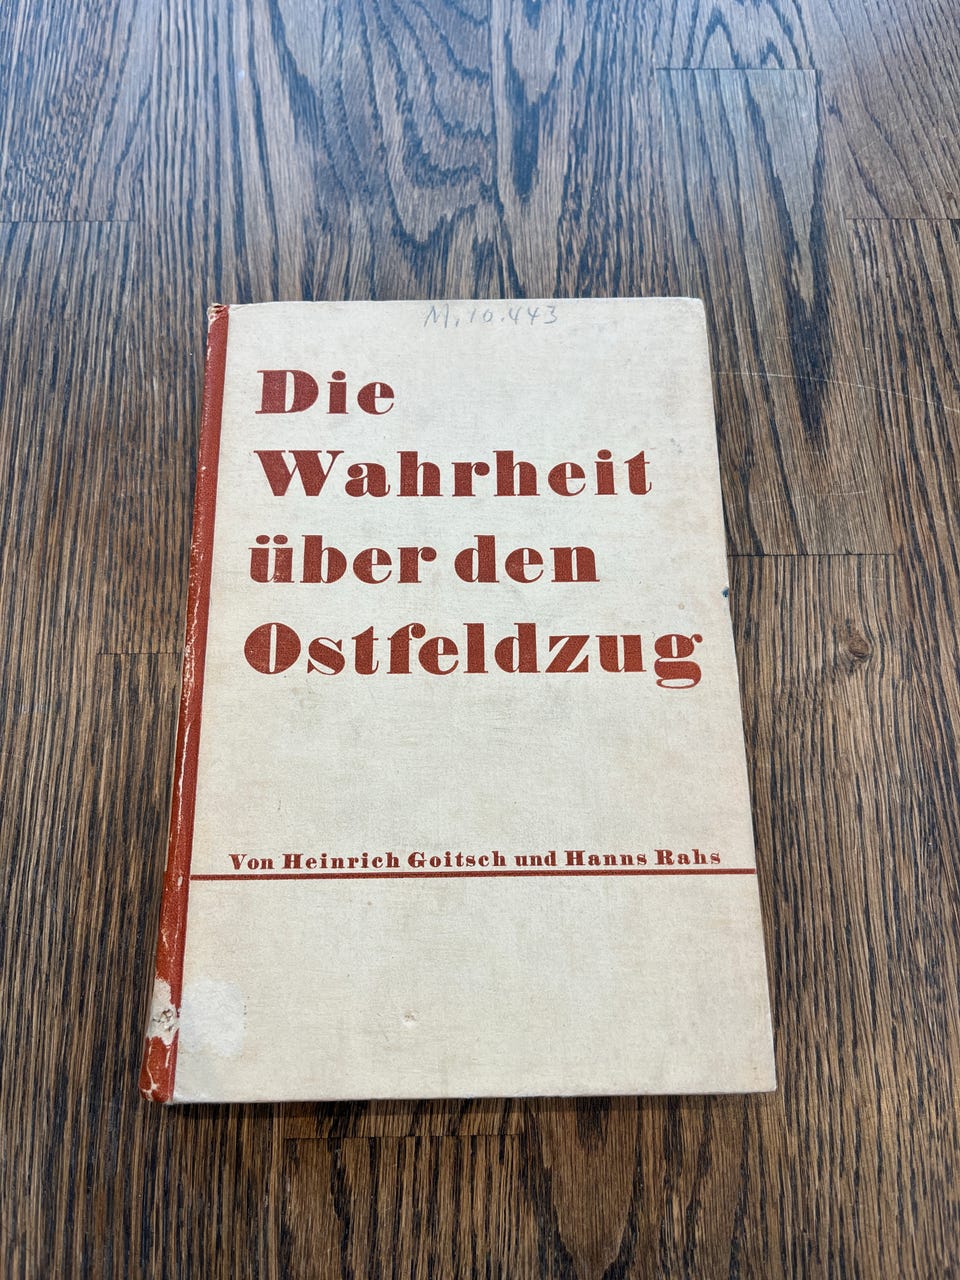 M. 10.443
Die
Wahrheit
über den
Ostfeldzug
Von Heinrich Goitsch und Hanns Rahs